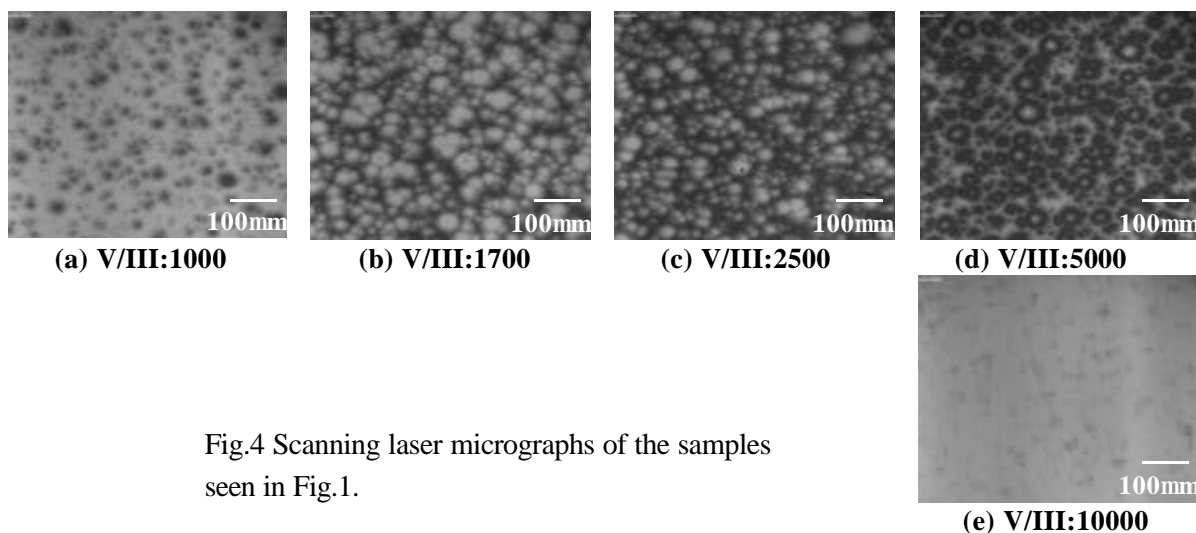 100mm
100mm
100mm
100mm
(a) V/III:1000
(b) V/III:1700
(c) V/III:2500
(d) V/III:5000
100mm
(e) V/III:10000
Fig.4 Scanning laser micrographs of the samples
seen in Fig.1.